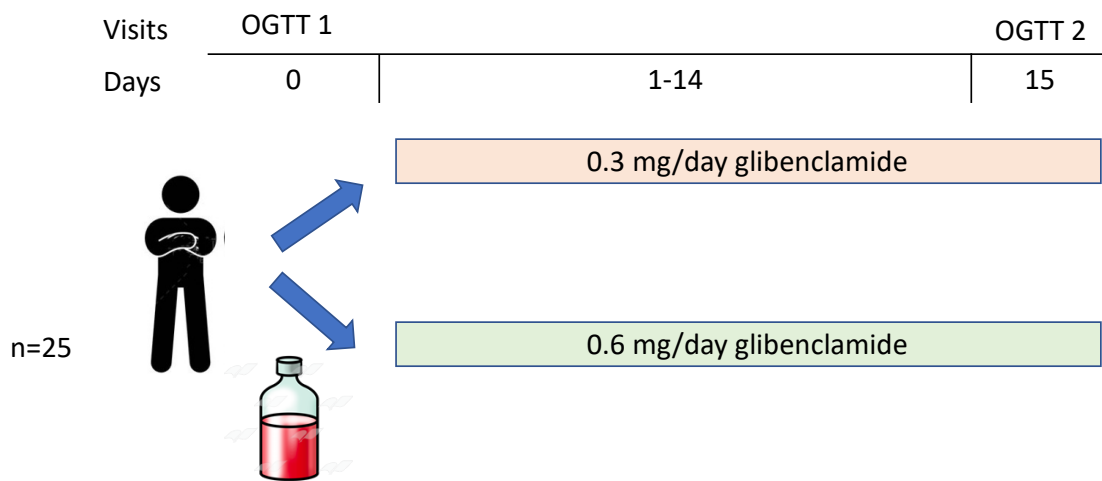 Visits OGTT 1 OGTT 2
Days 0 1-14 15
0.3 mg/day glibenclamide
n=25
0.6 mg/day glibenclamide